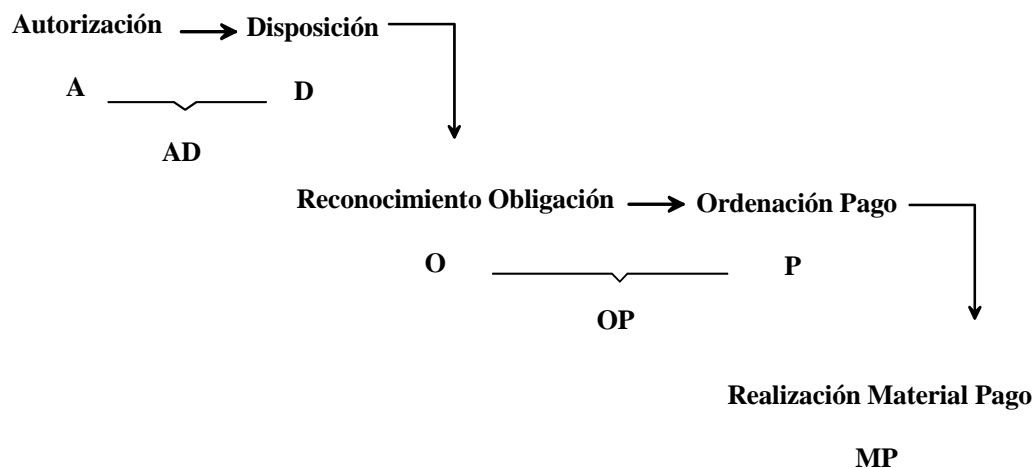 Autorización Disposición
A D
AD
Reconocimiento Obligación Ordenación Pago
O P
OP
Realización Material Pago
MP